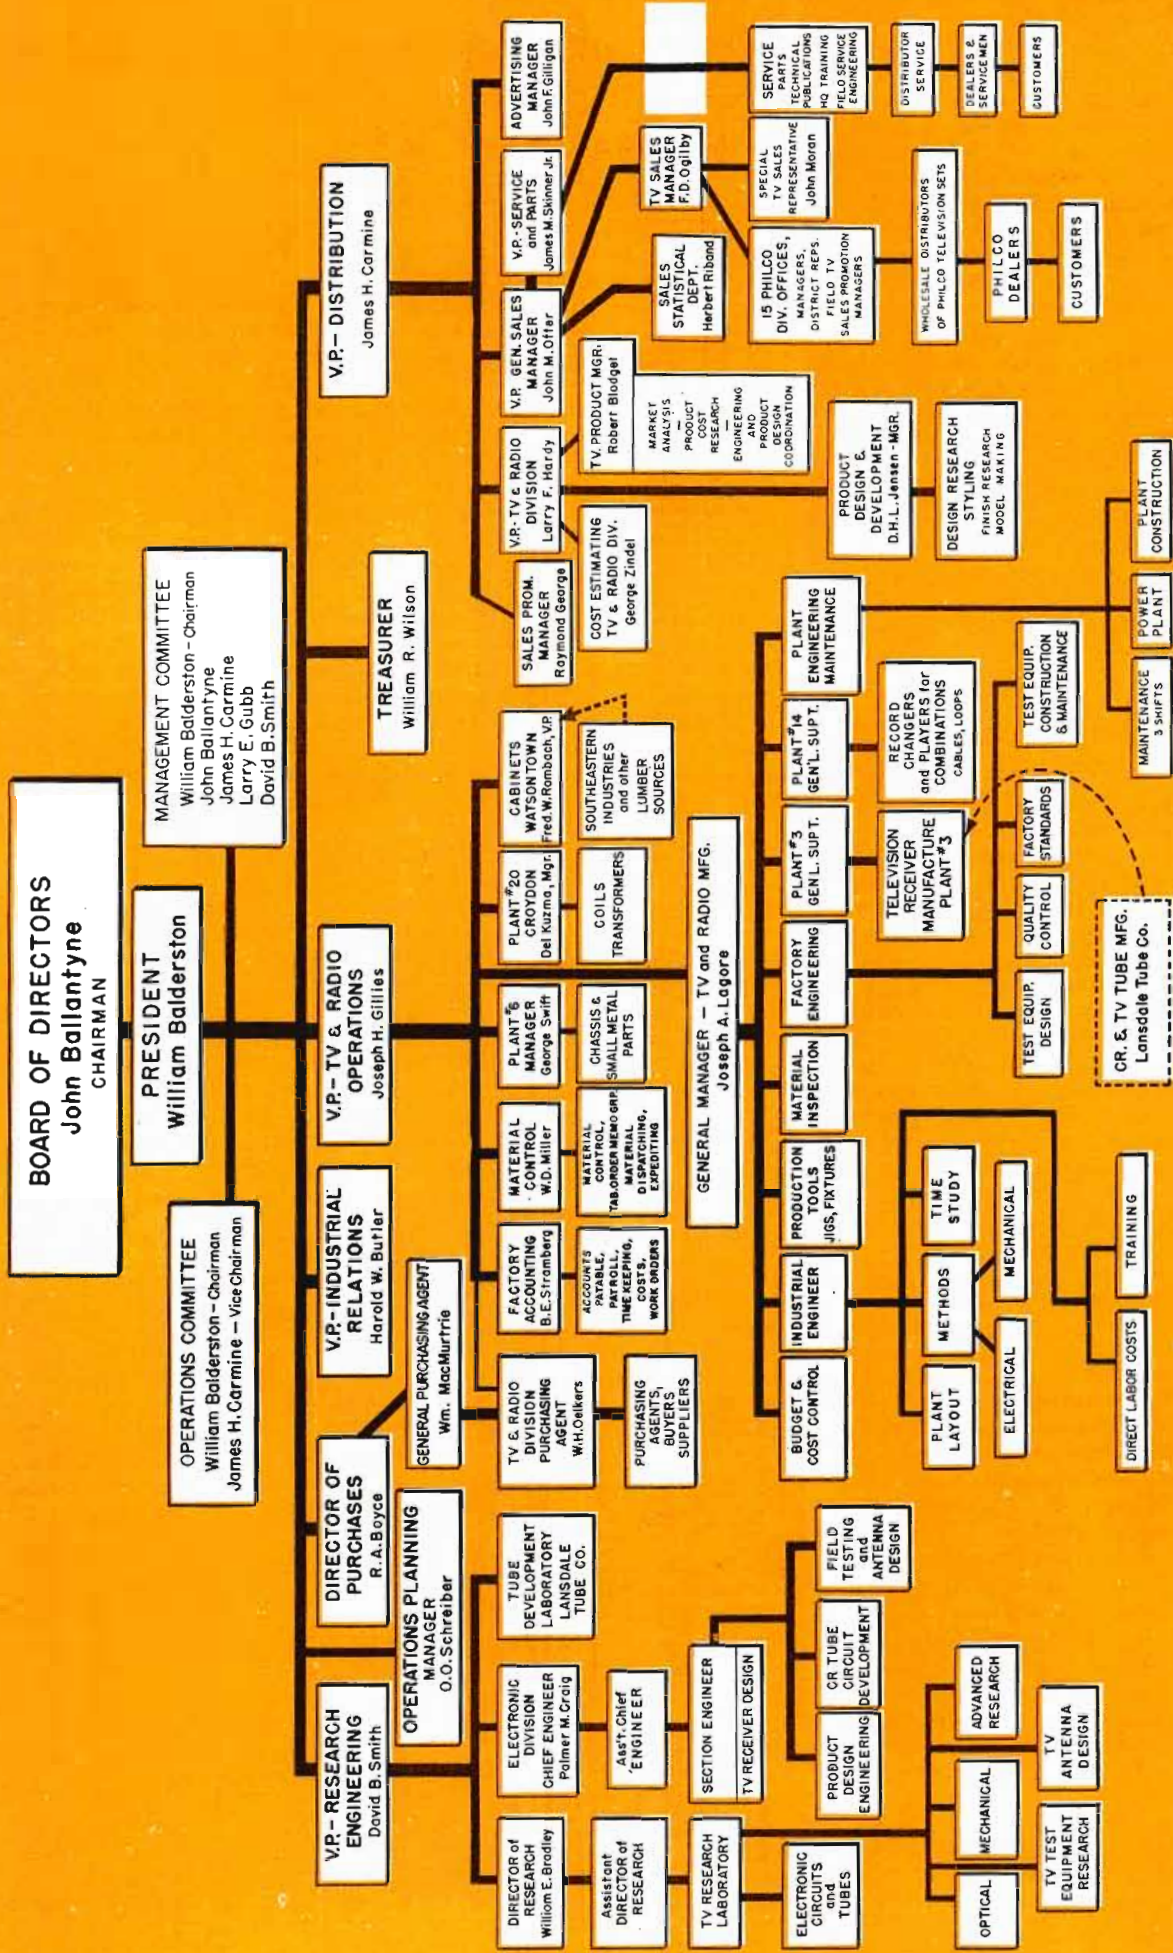 BOARD OF DIRECTORS
John Ballantyne
CHAIRMAN
PRESIDENT
William Balderston
OPERATIONS COMMITTEE
William Balderston - Chairman
James H. Carmine - Vice Chairman
MANAGEMENT COMMITTEE
William Balderston - Chairman
John Ballantyne
James H. Carmine
Larry E. Gubb
David B. Smith
V.P. - RESEARCH
ENGINEERING
David B. Smith
DIRECTOR OF
PURCHASES
R. A. Boyce
V.P. - INDUSTRIAL
RELATIONS
Harold W. Butler
V.P. - TV & RADIO
OPERATIONS
Joseph H. Gillies
TREASURER
William R. Wilson
V.P. - DISTRIBUTION
James H. Carmine
OPERATIONS PLANNING
MANAGER
O. O. Schreiber
GENERAL PURCHASING AGENT
Wm. MacMurtrie
DIRECTOR of
RESEARCH
William E. Bradley
ELECTRONIC
DIVISION
CHIEF ENGINEER
Palmer M. Craig
TUBE
DEVELOPMENT
LABORATORY
LANSDALE
TUBE CO.
TV & RADIO
DIVISION
PURCHASING
AGENT
W.H.Oelkers
FACTORY
ACCOUNTING
B.E. Stramberg
MATERIAL
CONTROL
W.D. Miller
PLANT #6
MANAGER
George Swift
PLANT #20
CROYDON
Del Kuzma, Mgr.
CABINETS
WATSONTOWN
Fred. W. Rombach, V.P.
SALES PROM.
MANAGER
Raymond George
V.P. - TV & RADIO
DIVISION
Larry F. Hardy
V.P. GEN. SALES
MANAGER
John M. Otter
V.P. - SERVICE
and PARTS
James M. Skinner Jr.
ADVERTISING
MANAGER
John F. Gilligan
Assistant
DIRECTOR of
RESEARCH
Ass't. Chief
ENGINEER
PURCHASING
AGENTS,
BUYERS
SUPPLIERS
ACCOUNTS
PATABLE,
PAYROLL,
TIME KEEPING,
COSTS,
WORK ORDERS
MATERIAL
CONTROL,
TAB. ORDER MEMO GRP.
MATERIAL
DISPATCHING,
EXPEDITING
CHASSIS &
SMALL METAL
PARTS
COILS
TRANSFORMERS
SOUTHEASTERN
INDUSTRIES
and other
LUMBER
SOURCES
COST ESTIMATING
TV & RADIO DIV.
George Zindel
T.V. PRODUCT MGR.
Robert Blodget
MARKET
ANALYSIS
—
PRODUCT
COST
RESEARCH
—
ENGINEERING
AND
PRODUCT
DESIGN
COORDINATION
SALES
STATISTICAL
DEPT.
Herbert Riband
TV SALES
MANAGER
F.D. Ogilby
TV RESEARCH
LABORATORY
SECTION ENGINEER
TV RECEIVER DESIGN
GENERAL MANAGER — TV and RADIO MFG.
Joseph A. Lagore
15 PHILCO
DIV. OFFICES,
MANAGERS,
DISTRICT REPS.
FIELD TV
SALES PROMOTION
MANAGERS
SPECIAL
TV SALES
REPRESENTATIVE
John Moran
SERVICE
PARTS
TECHNICAL
PUBLICATIONS
HQ TRAINING
FIELD SERVICE
ENGINEERING
ELECTRONIC
CIRCUITS
and
TUBES
PRODUCT
DESIGN
ENGINEERING
CR TUBE
CIRCUIT
DEVELOPMENT
FIELD
TESTING
and
ANTENNA
DESIGN
BUDGET &
COST CONTROL
INDUSTRIAL
ENGINEER
PRODUCTION
TOOLS
JIGS, FIXTURES
MATERIAL
INSPECTION
FACTORY
ENGINEERING
PLANT #3
GEN L. SUPT.
PLANT #14
GEN'L. SUPT.
PLANT
ENGINEERING
MAINTENANCE
PRODUCT
DESIGN &
DEVELOPMENT
D.H.L. Jensen - MGR.
DISTRIBUTOR
SERVICE
TELEVISION
RECEIVER
MANUFACTURE
PLANT #3
RECORD
CHANGERS
and PLAYERS for
COMBINATIONS
CABLES, LOOPS
DESIGN RESEARCH
STYLING
FINISH RESEARCH
MODEL MAKING
WHOLESALE DISTRIBUTORS
OF PHILCO TELEVISION SETS
DEALERS &
SERVICE MEN
PLANT
LAYOUT
METHODS
TIME
STUDY
OPTICAL
MECHANICAL
ADVANCED
RESEARCH
ELECTRICAL
MECHANICAL
TEST EQUIP.
DESIGN
QUALITY
CONTROL
FACTORY
STANDARDS
TEST EQUIP.
CONSTRUCTION
& MAINTENANCE
PHILCO
DEALERS
CUSTOMERS
TV TEST
EQUIPMENT
RESEARCH
TV
ANTENNA
DESIGN
CUSTOMERS
DIRECT LABOR COSTS
TRAINING
CR. & TV TUBE MFG.
Lansdale Tube Co.
MAINTENANCE
3 SHIFTS
POWER
PLANT
PLANT
CONSTRUCTION